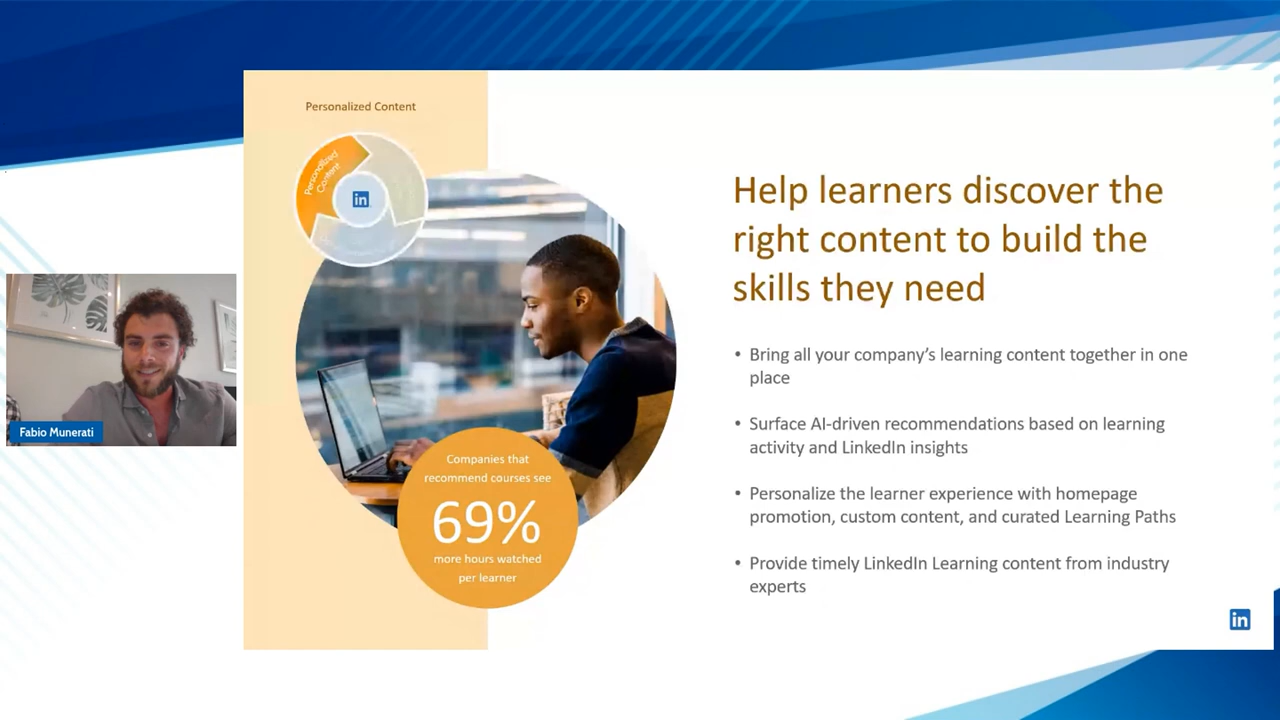 Personalized Content
Personalized
Content
in
Help learners discover the
right content to build the
skills they need
• Bring all your company's learning content together in one
place
• Surface AI-driven recommendations based on learning
activity and LinkedIn insights
• Personalize the learner experience with homepage
promotion, custom content, and curated Learning Paths
• Provide timely LinkedIn Learning content from industry
experts
Companies that
recommend courses see
69%
more hours watched
per learner
Fabio Munerati
in